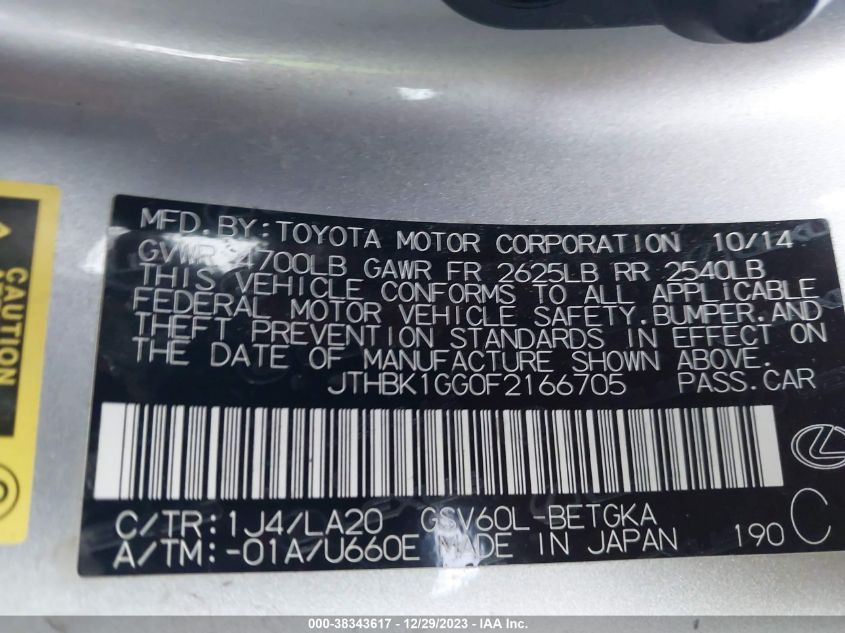 MFD.BY:TOYOTA MOTOR CORPORATION 10/14
GVWR 4700LB GAWR FR 2625LB RR 2540LB
THIS VEHICLE CONFORMS TO ALL APPLICABLE
FEDERAL MOTOR VEHICLE SAFETY.BUMPER.AND
THEFT PREVENTION STANDARDS IN EFFECT ON
THE DATE OF MANUFACTURE SHOWN ABOVE.
JTHBK1GG0F2166705 PASS.CAR
C/TR:1J4/LA20 GSV60L-BETGKA
A/TM:-01A/U660E MADE IN JAPAN 190 C
CAUTION
000-38343617 - 12/29/2023 - IAA Inc.